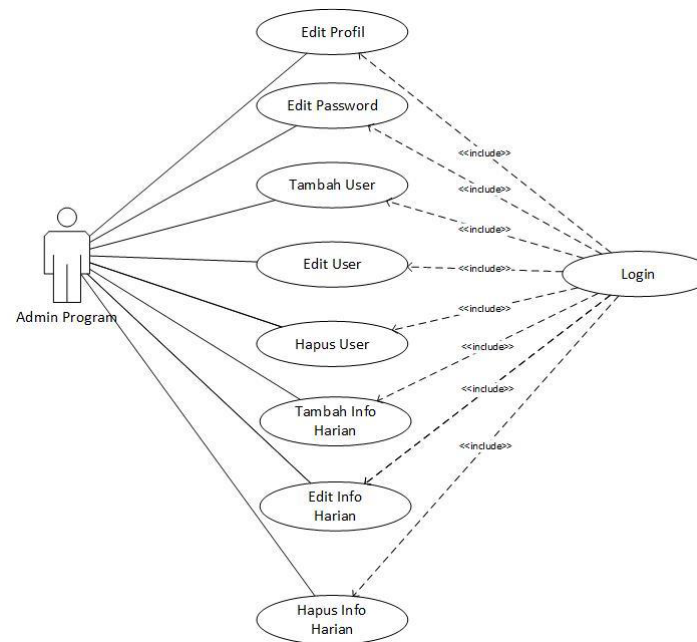 Edit Profil
Edit Password
<<include>>
Tambah User
<<include>>
<<include>>
Edit User
<<include>>
Login
Admin Program
<<include>>
Hapus User
<<include>>
<<include>>
Tambah Info
Harian
<<include>>
Edit Info
Harian
Hapus Info
Harian